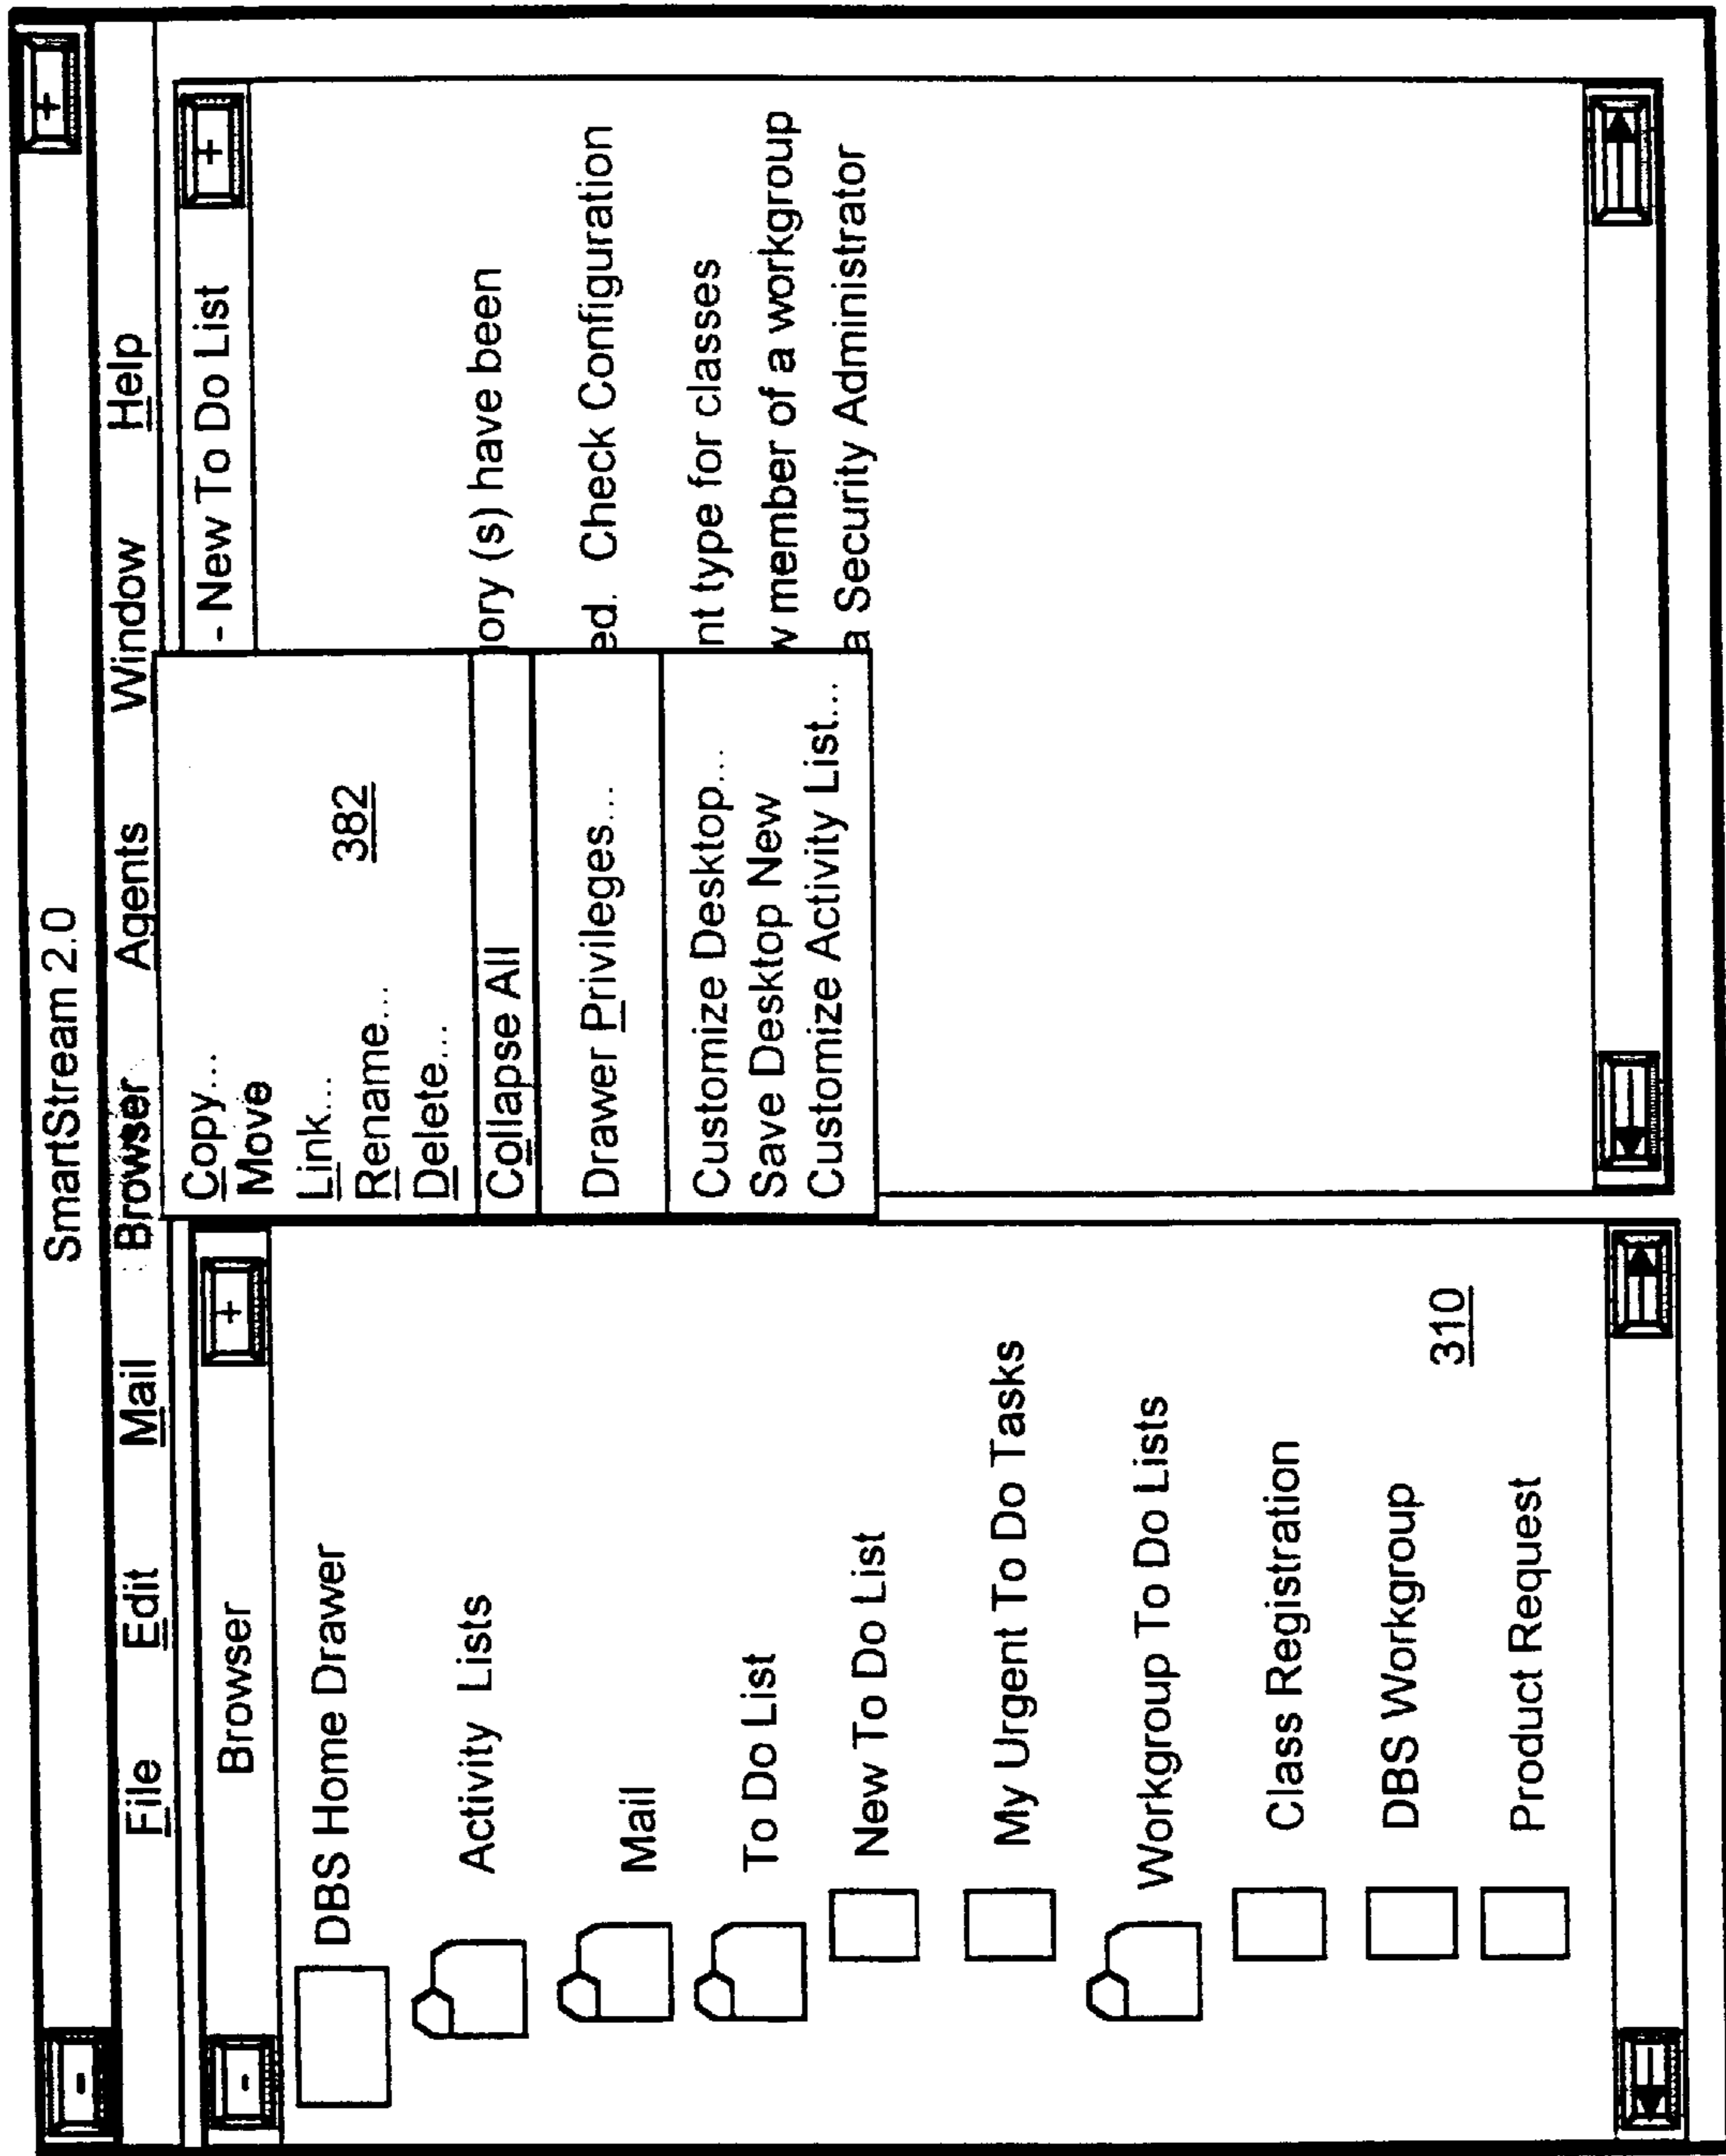 SmartStream 2.0
File Edit Mail Browser Agents Window Help
Browser
DBS Home Drawer
Activity Lists
Mail
To Do List
New To Do List
My Urgent To Do Tasks
Workgroup To Do Lists
Class Registration
DBS Workgroup
Product Request
310
Copy...
Move
Link...
382
Rename...
Delete...
Collapse All
Drawer Privileges...
Customize Desktop...
Save Desktop New
Customize Activity List...
- New To Do List
ory (s) have been
ed. Check Configuration
nt type for classes
w member of a workgroup
a Security Administrator